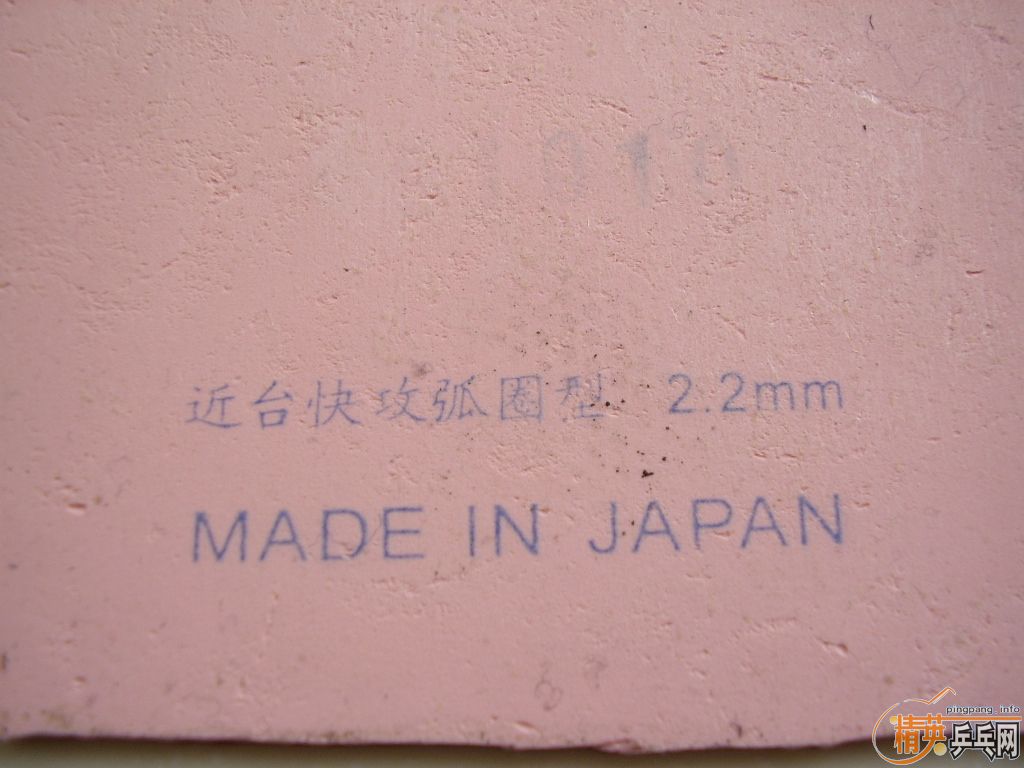 1010
近台快攻弧圈型 2.2mm
MADE IN JAPAN
pingpang.info
精英乒乓网